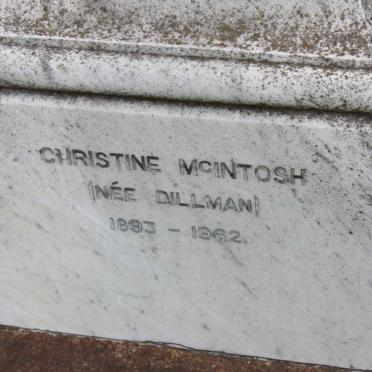 CHRISTINE McINTOSH
(NÉE DILLMAN)
1893 - 1962